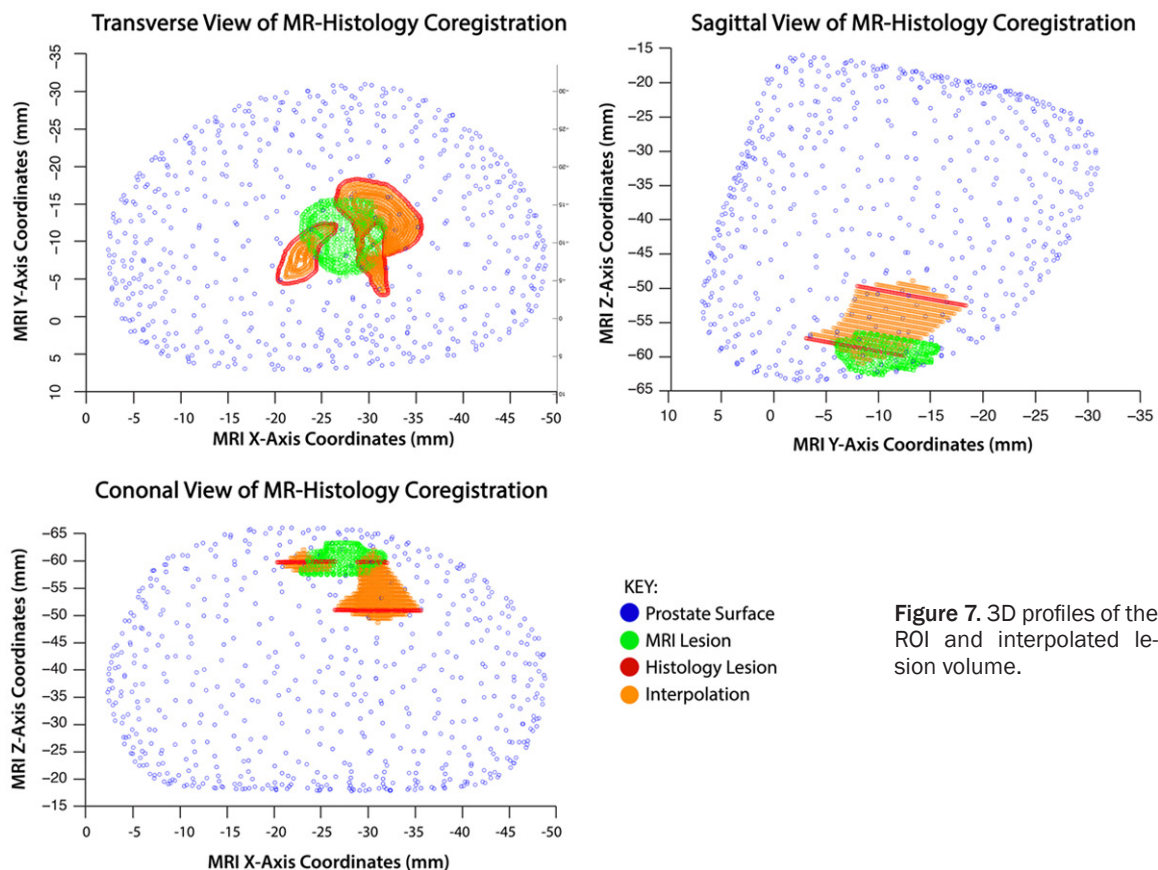 Transverse View of MR-Histology Coregistration
−35
−30
−25
−20
−15
−10
−5
0
5
10
MRI Y-Axis Coordinates (mm)
0 -5 -10 -15 -20 -25 -30 -35 -40 -45 -50
MRI X-Axis Coordinates (mm)
Sagittal View of MR-Histology Coregistration
−15
−20
−25
−30
−35
−40
−45
−50
−55
−60
−65
MRI Z-Axis Coordinates (mm)
10 5 0 −5 −10 −15 −20 −25 −30 −35
MRI Y-Axis Coordinates (mm)
Cononal View of MR-Histology Coregistration
−65
−60
−55
−50
−45
−40
−35
−30
−25
−20
−15
MRI Z-Axis Coordinates (mm)
0 -5 -10 -15 -20 -25 -30 -35 -40 -45 -50
MRI X-Axis Coordinates (mm)
KEY:
Prostate Surface
MRI Lesion
Histology Lesion
Interpolation
Figure 7. 3D profiles of the
ROI and interpolated le-
sion volume.